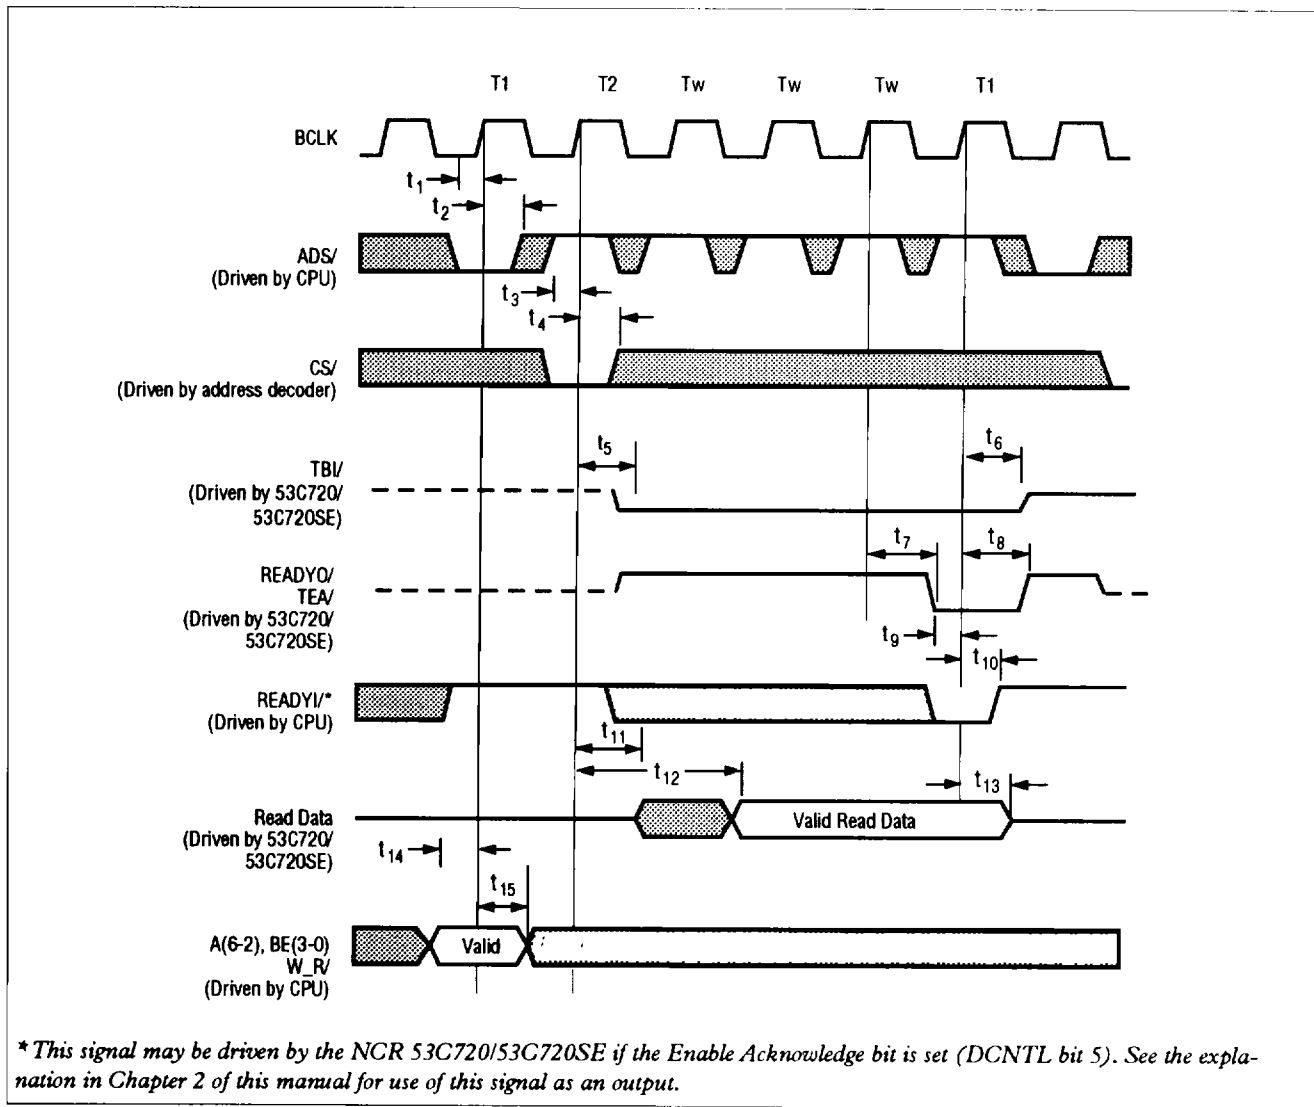 T1 T2 Tw Tw Tw T1
BCLK
t1
t2
ADS/
(Driven by CPU)
t3
t4
CS/
(Driven by address decoder)
t5
t6
TBI/
(Driven by 53C720/
53C720SE)
t7
t8
READYO/
TEA/
(Driven by 53C720/
53C720SE)
t9
t10
READYI/*
(Driven by CPU)
t11
t12
t13
Read Data
(Driven by 53C720/
53C720SE)
Valid Read Data
t14
t15
A(6-2), BE(3-0)
W_R/
(Driven by CPU)
Valid
* This signal may be driven by the NCR 53C720/53C720SE if the Enable Acknowledge bit is set (DCNTL bit 5). See the expla-
nation in Chapter 2 of this manual for use of this signal as an output.